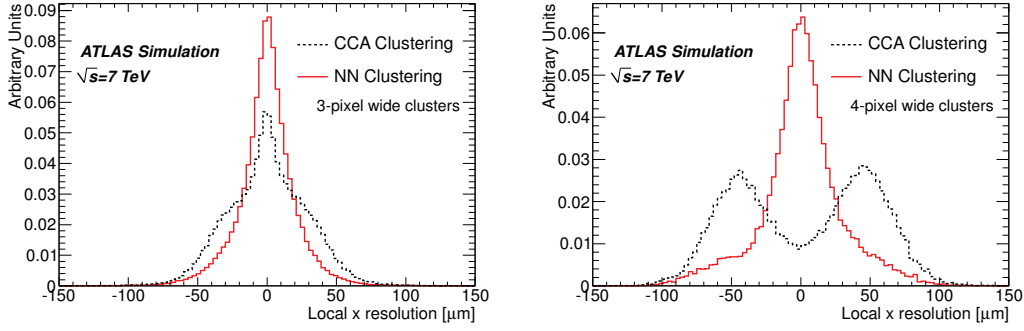 Arbitrary Units
0.09
0.08
0.07
0.06
0.05
0.04
0.03
0.02
0.01
0
ATLAS Simulation
√s=7 TeV
CCA Clustering
NN Clustering
3-pixel wide clusters
-150 -100 -50 0 50 100 150
Local x resolution [μm]
Arbitrary Units
0.06
0.05
0.04
0.03
0.02
0.01
0
ATLAS Simulation
√s=7 TeV
CCA Clustering
NN Clustering
4-pixel wide clusters
-150 -100 -50 0 50 100 150
Local x resolution [μm]